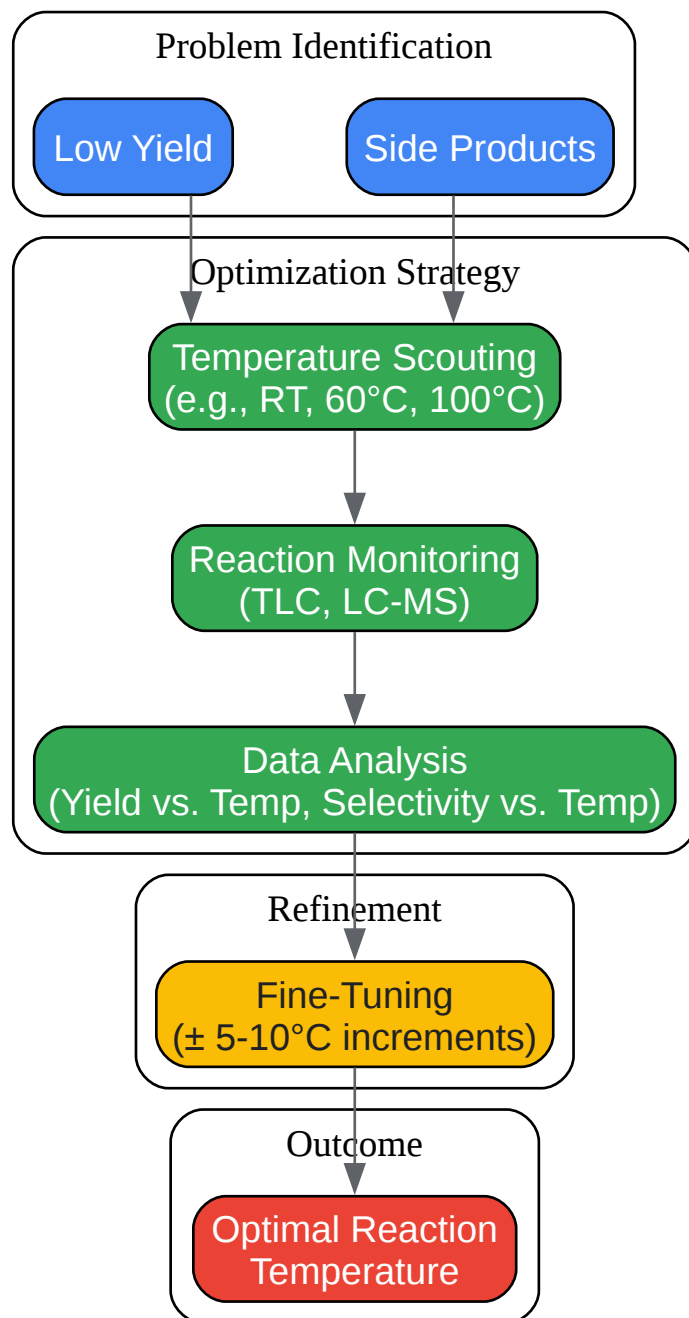 Problem Identification
Low Yield
Side Products
Optimization Strategy
Temperature Scouting
(e.g., RT, 60°C, 100°C)
Reaction Monitoring
(TLC, LC-MS)
Data Analysis
(Yield vs. Temp, Selectivity vs. Temp)
Refinement
Fine-Tuning
(± 5-10°C increments)
Outcome
Optimal Reaction
Temperature